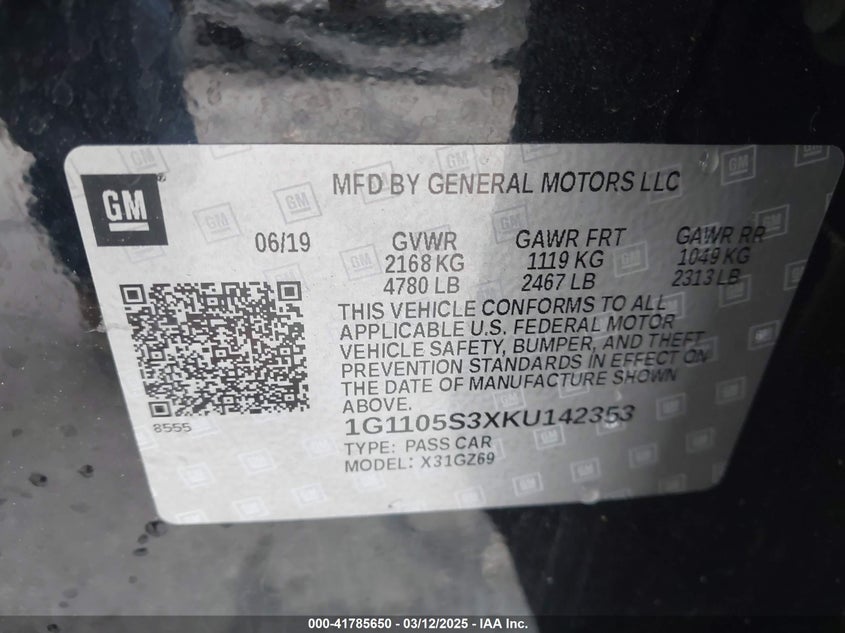 MFD BY GENERAL MOTORS LLC
GM
06/19
GVWR
2168 KG
4780 LB
GAWR FRT
1119 KG
2467 LB
GAWR RR
1049 KG
2313 LB
THIS VEHICLE CONFORMS TO ALL
APPLICABLE U.S. FEDERAL MOTOR
VEHICLE SAFETY, BUMPER, AND THEFT
PREVENTION STANDARDS IN EFFECT ON
THE DATE OF MANUFACTURE SHOWN
ABOVE.
8555
1G1105S3XKU142353
TYPE: PASS CAR
MODEL: X31GZ69
000-41785650 - 03/12/2025 - IAA Inc.